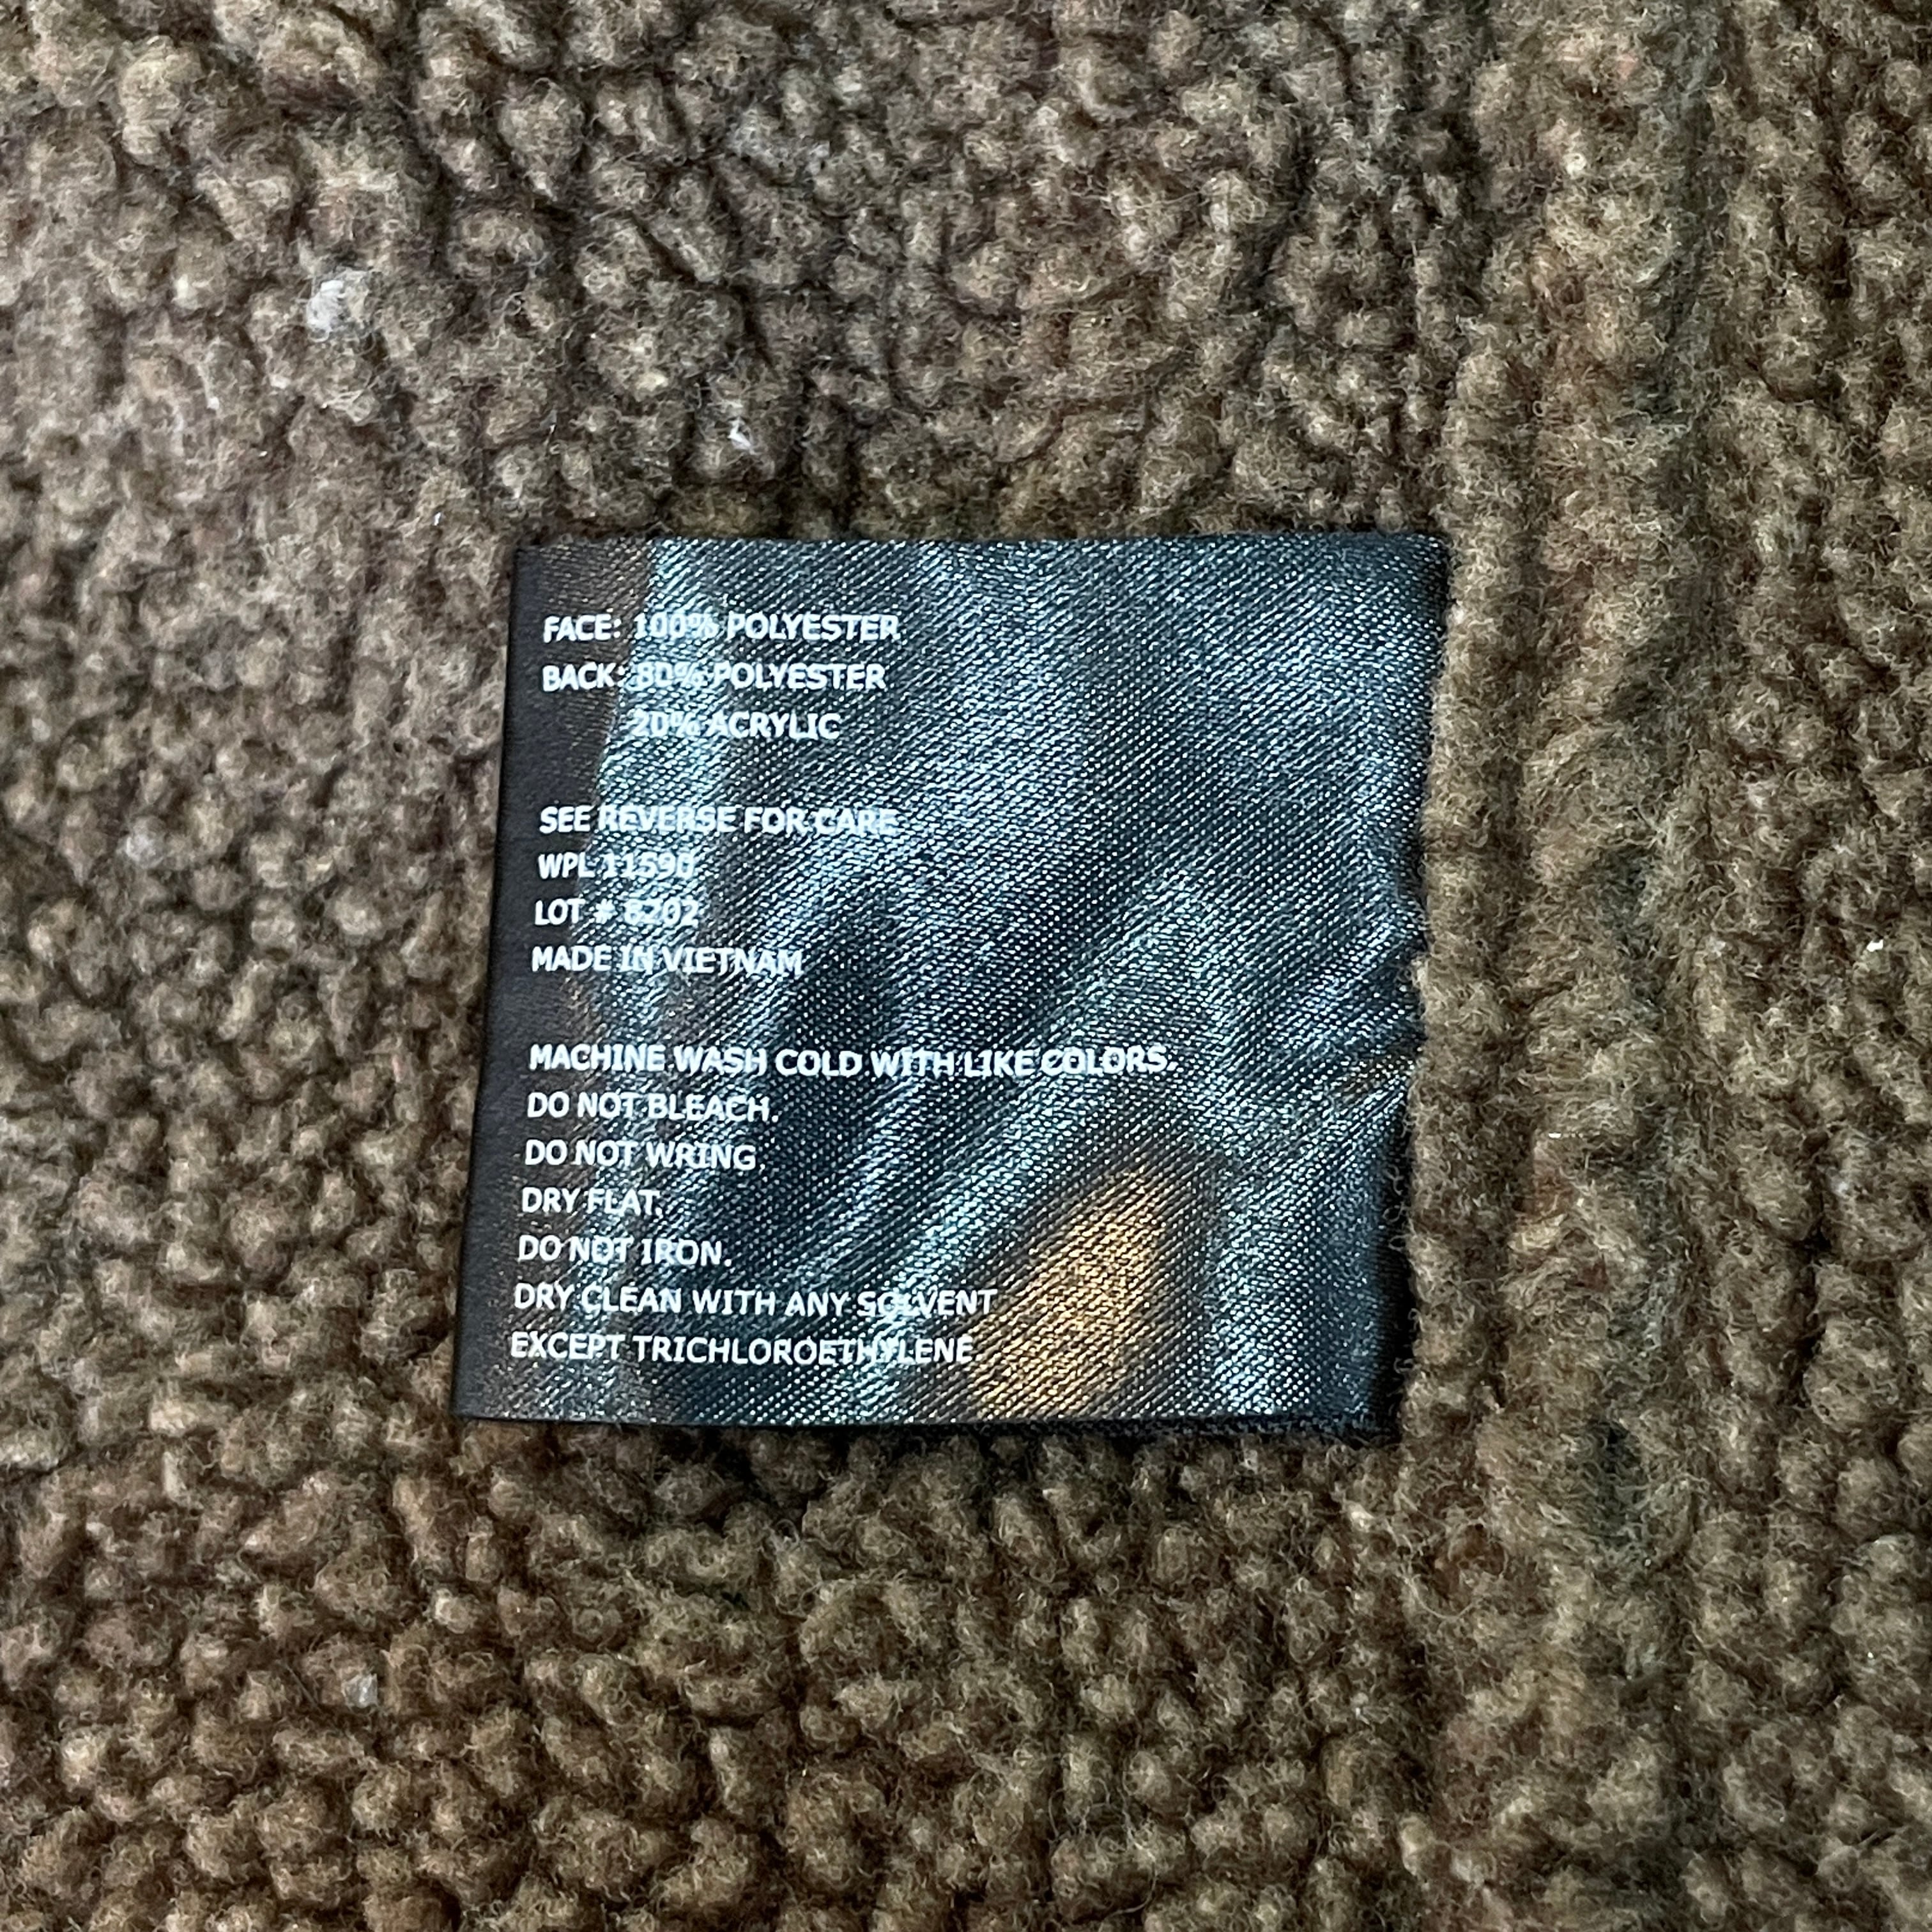 FACE: 100% POLYESTER
BACK: 80% POLYESTER
20% ACRYLIC
SEE REVERSE FOR CARE
WPL 11590
LOT # 8202
MADE IN VIETNAM
MACHINE WASH COLD WITH LIKE COLORS.
DO NOT BLEACH.
DO NOT WRING.
DRY FLAT.
DO NOT IRON.
DRY CLEAN WITH ANY SOLVENT
EXCEPT TRICHLOROETHYLENE